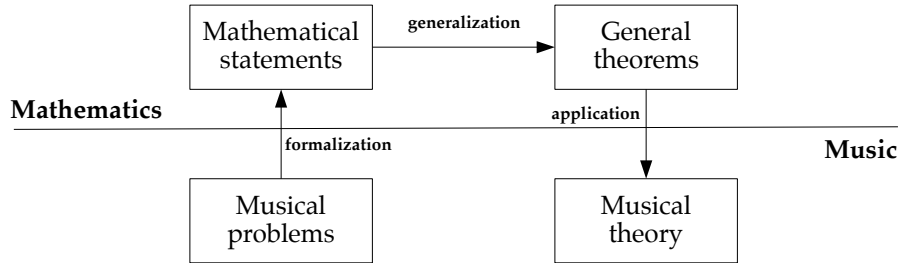 Mathematical
statements
generalization
General
theorems
Mathematics
application
formalization
Music
Musical
problems
Musical
theory